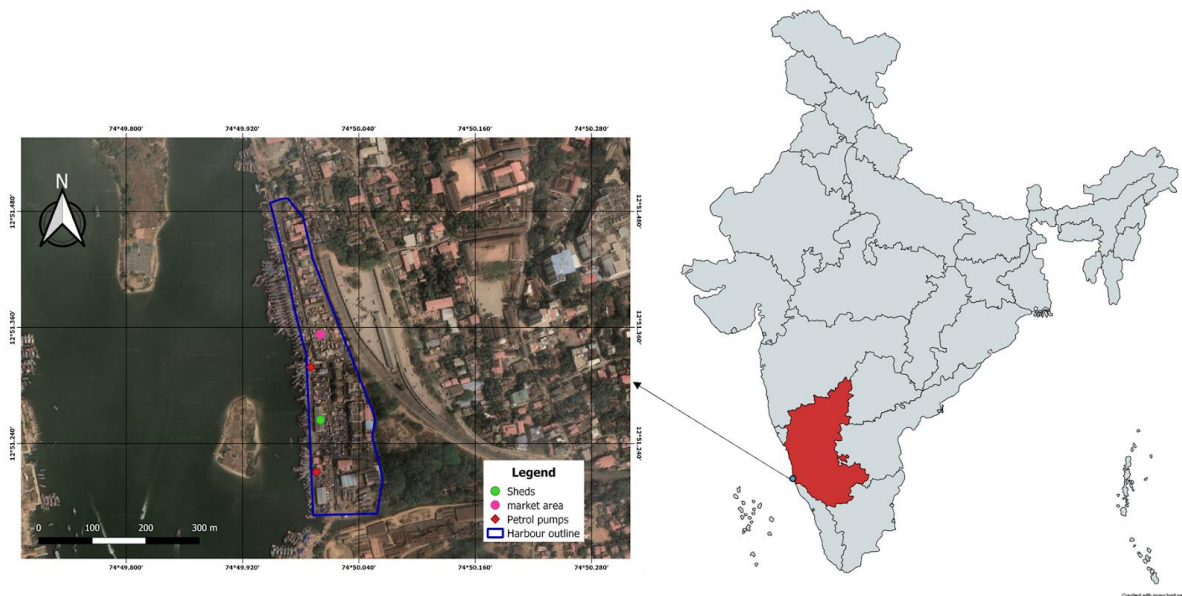 74°49.800' 74°49.920' 74°50.040' 74°50.160' 74°50.280'
N
12°51.480' 12°51.480'
12°51.360' 12°51.360'
12°51.240' 12°51.240'
Legend
Sheds
market area
Petrol pumps
Harbour outline
0 100 200 300 m
74°49.800' 74°49.920' 74°50.040' 74°50.160' 74°50.280'